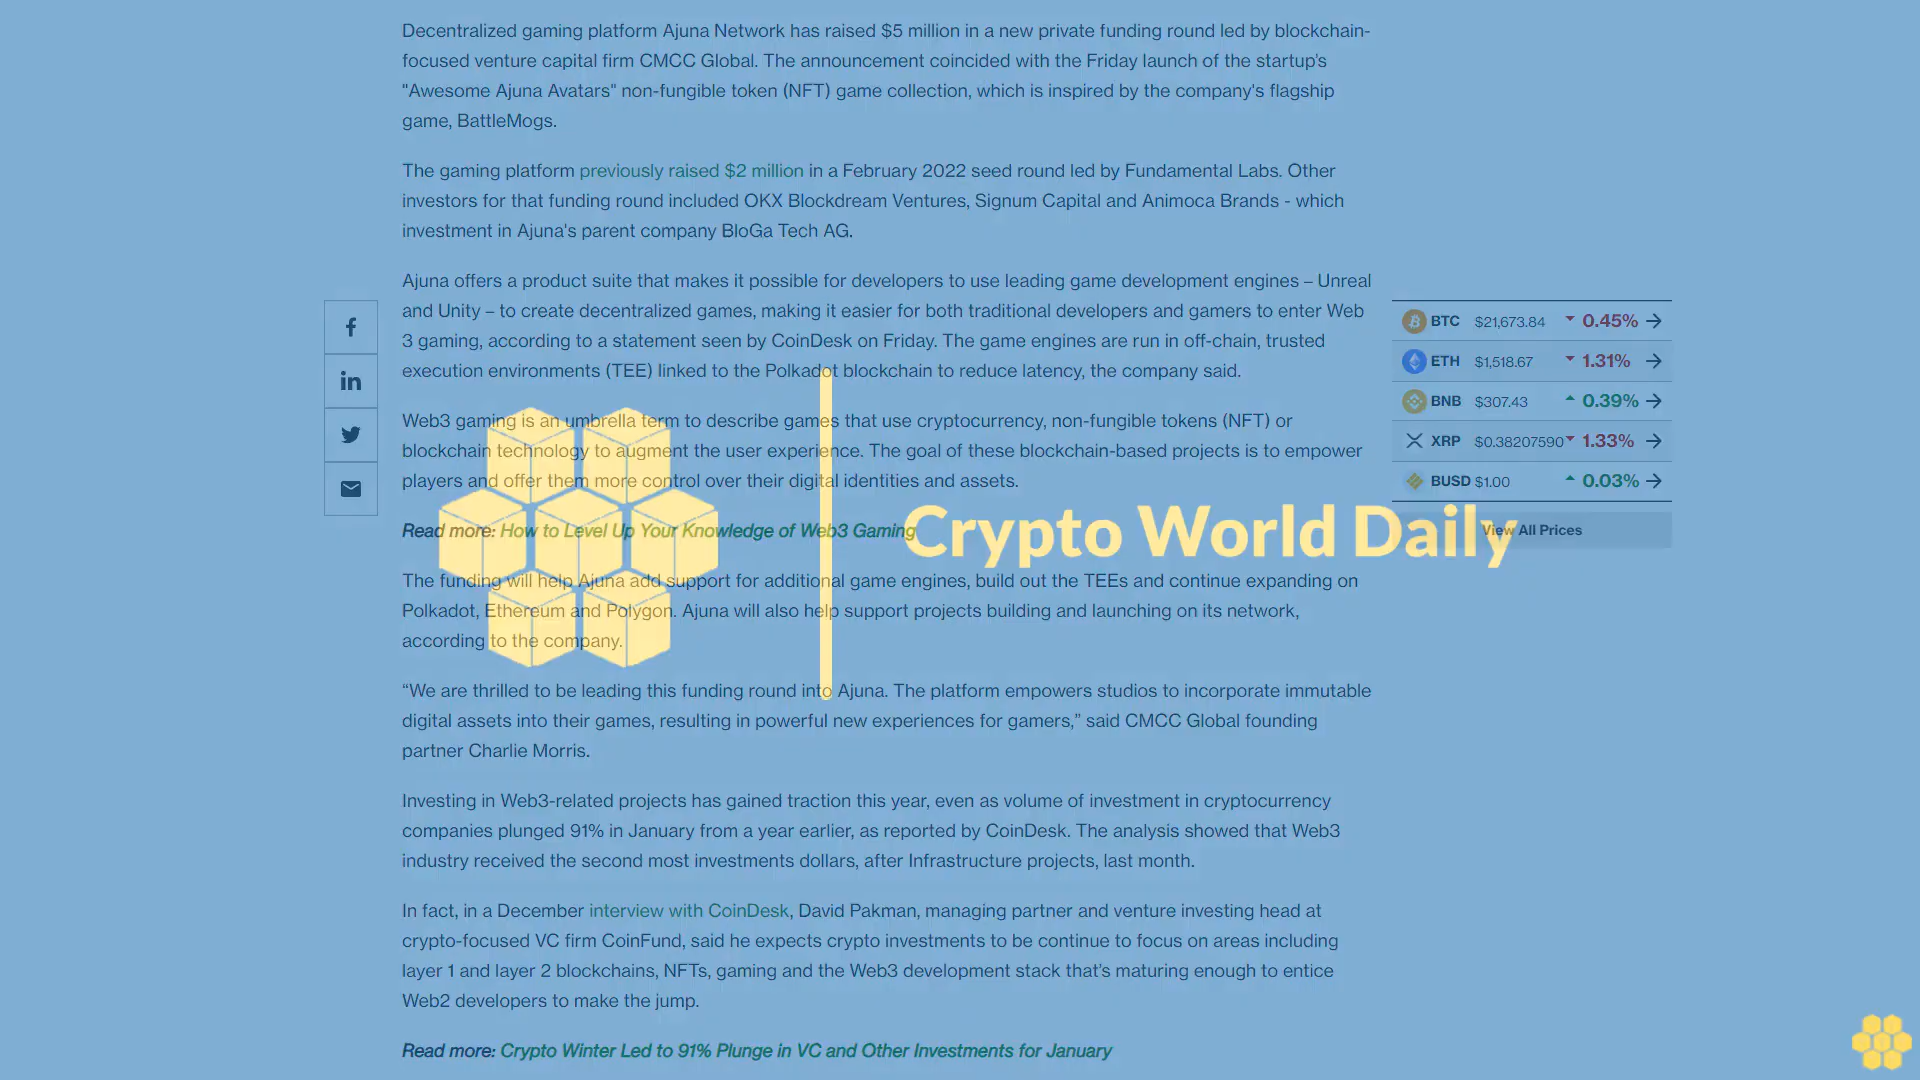 Decentralized gaming platform Ajuna Network has raised $5 million in a new private funding round led by blockchain-
focused venture capital firm CMCC Global. The announcement coincided with the Friday launch of the startup's
"Awesome Ajuna Avatars" non-fungible token (NFT) game collection, which is inspired by the company's flagship
game, BattleMogs.
The gaming platform previously raised $2 million in a February 2022 seed round led by Fundamental Labs. Other
investors for that funding round included OKX Blockdream Ventures, Signum Capital and Animoca Brands - which
investment in Ajuna's parent company BloGa Tech AG.
Ajuna offers a product suite that makes it possible for developers to use leading game development engines – Unreal
and Unity – to create decentralized games, making it easier for both traditional developers and gamers to enter Web
3 gaming, according to a statement seen by CoinDesk on Friday. The game engines are run in off-chain, trusted
execution environments (TEE) linked to the Polkadot blockchain to reduce latency, the company said.
Web3 gaming is an umbrella term to describe games that use cryptocurrency, non-fungible tokens (NFT) or
blockchain technology to augment the user experience. The goal of these blockchain-based projects is to empower
players and offer them more control over their digital identities and assets.
Read more: How to Level Up Your Knowledge of Web3 Gaming
The funding will help Ajuna add support for additional game engines, build out the TEEs and continue expanding on
Polkadot, Ethereum and Polygon. Ajuna will also help support projects building and launching on its network,
according to the company.
“We are thrilled to be leading this funding round into Ajuna. The platform empowers studios to incorporate immutable
digital assets into their games, resulting in powerful new experiences for gamers,” said CMCC Global founding
partner Charlie Morris.
Investing in Web3-related projects has gained traction this year, even as volume of investment in cryptocurrency
companies plunged 91% in January from a year earlier, as reported by CoinDesk. The analysis showed that Web3
industry received the second most investments dollars, after Infrastructure projects, last month.
In fact, in a December interview with CoinDesk, David Pakman, managing partner and venture investing head at
crypto-focused VC firm CoinFund, said he expects crypto investments to be continue to focus on areas including
layer 1 and layer 2 blockchains, NFTs, gaming and the Web3 development stack that's maturing enough to entice
Web2 developers to make the jump.
Read more: Crypto Winter Led to 91% Plunge in VC and Other Investments for January
BTC $21,673.84 0.45%
ETH $1,518.67 1.31%
BNB $307.43 0.39%
XRP $0.38207590 1.33%
BUSD $1.00 0.03%
View All Prices
Crypto World Daily